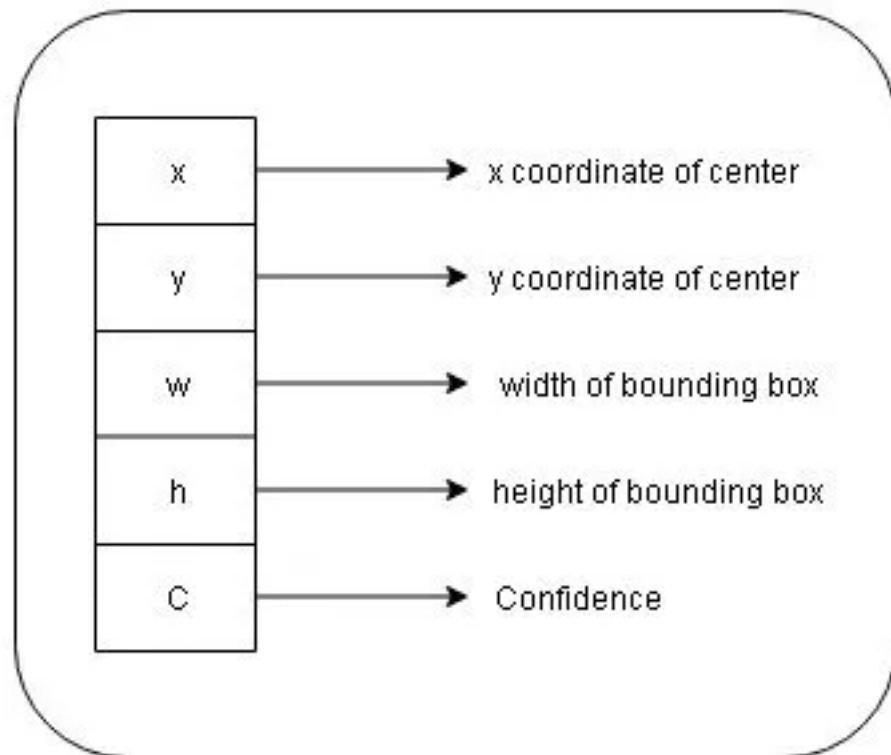 x x coordinate of center
y y coordinate of center
w width of bounding box
h height of bounding box
C Confidence